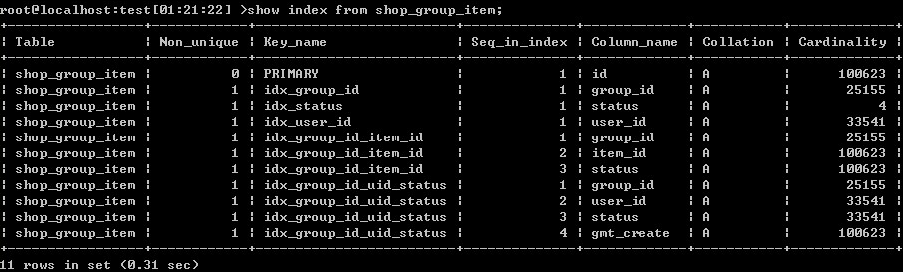 root@localhost:test[01:21:22] >show index from shop_group_item;
+-----------------+------------+---------------------------+--------------+-------------+-----------+-------------+
| Table | Non_unique | Key_name | Seq_in_index | Column_name | Collation | Cardinality |
+-----------------+------------+---------------------------+--------------+-------------+-----------+-------------+
| shop_group_item | 0 | PRIMARY | 1 | id | A | 100623 |
| shop_group_item | 1 | idx_group_id | 1 | group_id | A | 25155 |
| shop_group_item | 1 | idx_status | 1 | status | A | 4 |
| shop_group_item | 1 | idx_user_id | 1 | user_id | A | 33541 |
| shop_group_item | 1 | idx_group_id_item_id | 1 | group_id | A | 25155 |
| shop_group_item | 1 | idx_group_id_item_id | 2 | item_id | A | 100623 |
| shop_group_item | 1 | idx_group_id_item_id | 3 | status | A | 100623 |
| shop_group_item | 1 | idx_group_id_uid_status | 1 | group_id | A | 25155 |
| shop_group_item | 1 | idx_group_id_uid_status | 2 | user_id | A | 33541 |
| shop_group_item | 1 | idx_group_id_uid_status | 3 | status | A | 33541 |
| shop_group_item | 1 | idx_group_id_uid_status | 4 | gmt_create | A | 100623 |
+-----------------+------------+---------------------------+--------------+-------------+-----------+-------------+
11 rows in set (0.31 sec)